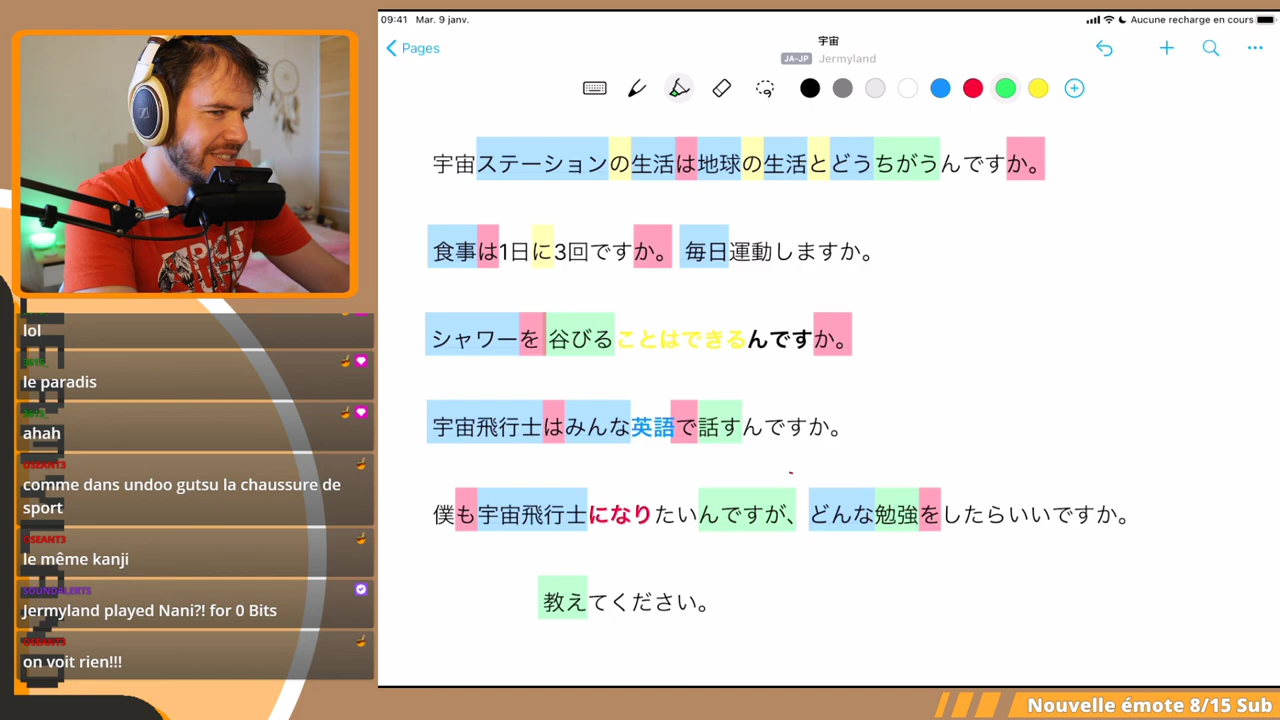 09:41 Mar. 9 janv.
Aucune recharge en cours
Pages
宇宙
JA-JP Jermyland
宇宙ステーションの生活は地球の生活とどうちがうんですか。
食事は1日に3回ですか。 毎日運動しますか。
シャワーを谷びることはできるんですか。
宇宙飛行士はみんな英語で話すんですか。
僕も宇宙飛行士になりたいんですが、どんな勉強をしたらいいですか。
教えてください。
lol
le paradis
ahah
OSEANT3
comme dans undoo gutsu la chaussure de
sport
OSEANT3
le même kanji
SOUNDALERTS
Jermyland played Nani?! for 0 Bits
OSEANT3
on voit rien!!!
Nouvelle émote 8/15 Sub